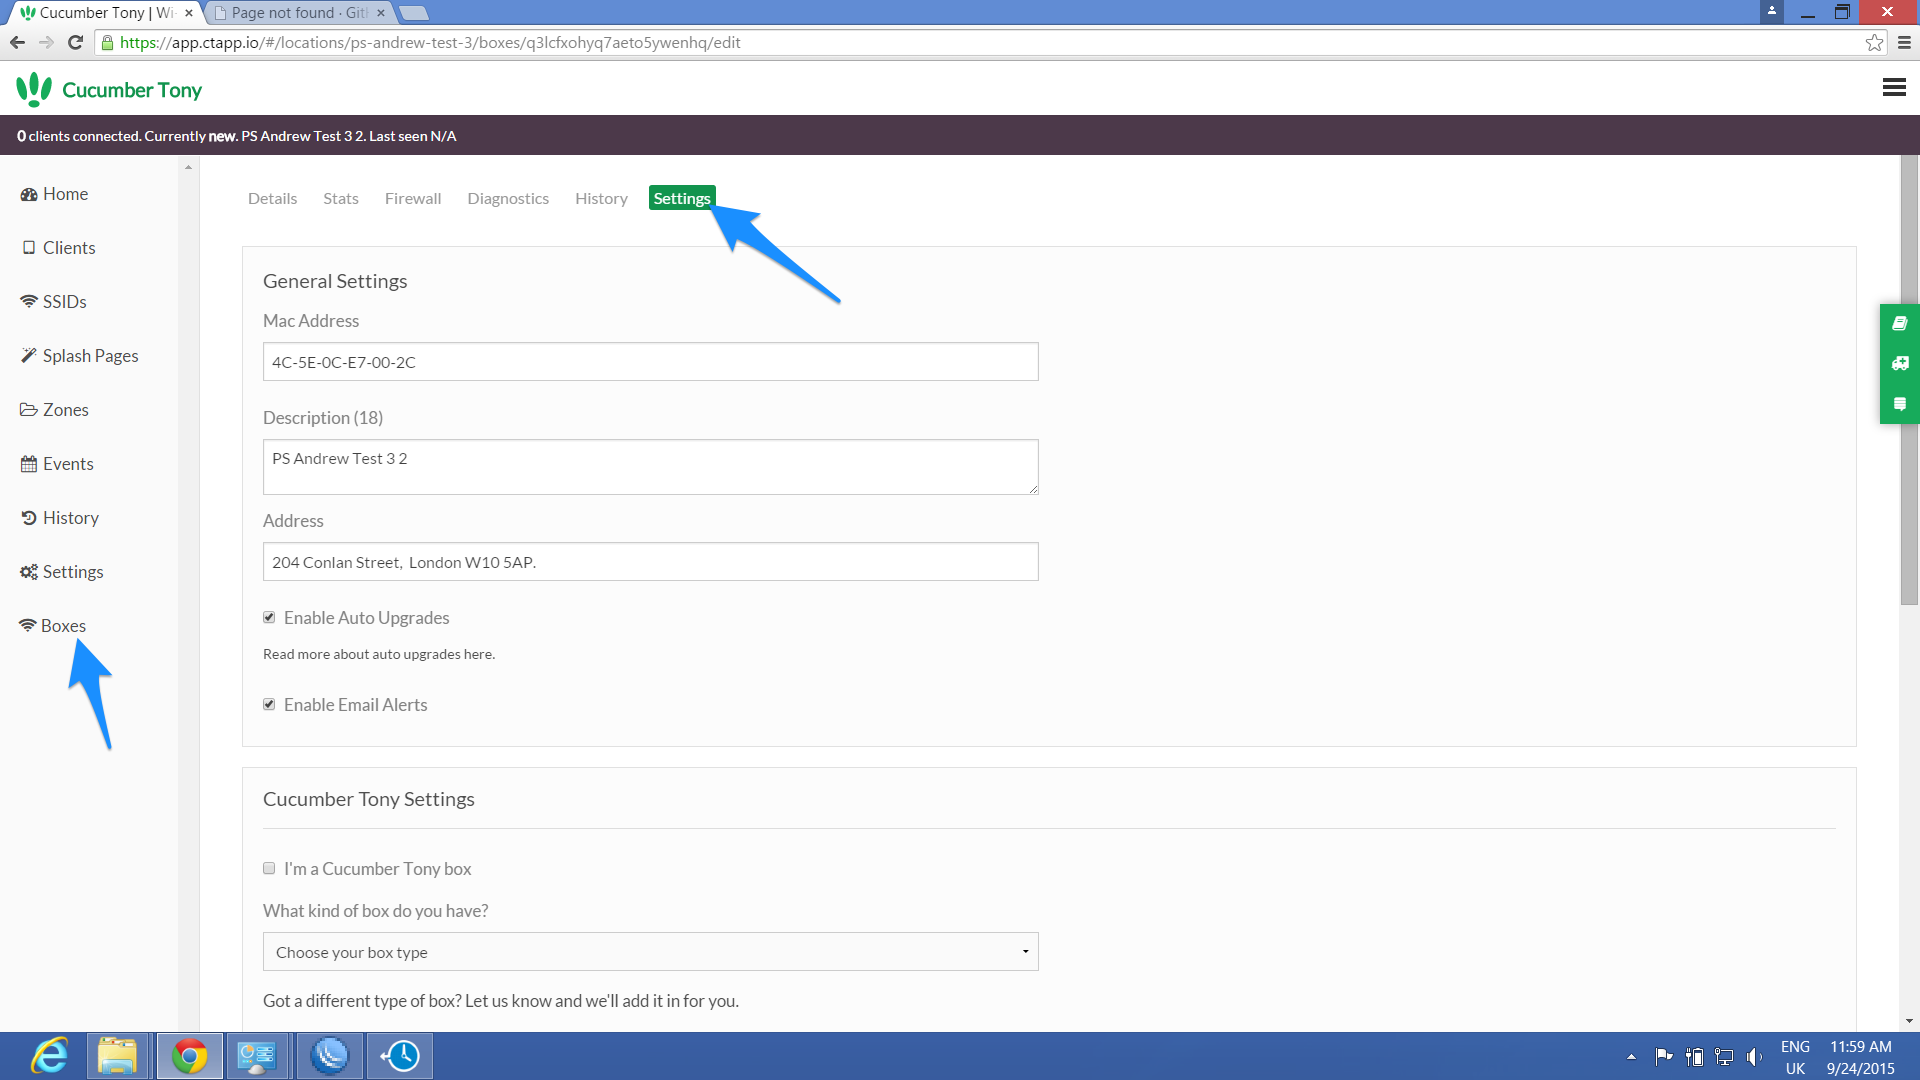 Cucumber Tony | Wi-
Page not found · Git
https://app.ctapp.io/#/locations/ps-andrew-test-3/boxes/q3lcfxohyq7aeto5ywenhq/edit
Cucumber Tony
0 clients connected. Currently new. PS Andrew Test 3 2. Last seen N/A
Home
Clients
SSIDs
Splash Pages
Zones
Events
History
Settings
Boxes
Details Stats Firewall Diagnostics History Settings
General Settings
Mac Address
4C-5E-0C-E7-00-2C
Description (18)
PS Andrew Test 3 2
Address
204 Conlan Street, London W10 5AP.
Enable Auto Upgrades
Read more about auto upgrades here.
Enable Email Alerts
Cucumber Tony Settings
I'm a Cucumber Tony box
What kind of box do you have?
Choose your box type
Got a different type of box? Let us know and we'll add it in for you.
ENG 11:59 AM
UK 9/24/2015